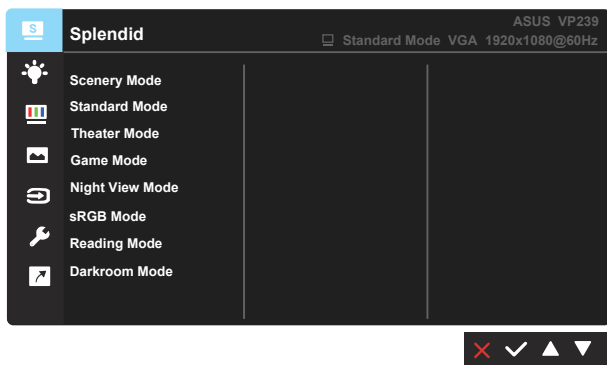 S
Splendid
ASUS VP239
Standard Mode VGA 1920x1080@60Hz
Scenery Mode
Standard Mode
Theater Mode
Game Mode
Night View Mode
sRGB Mode
Reading Mode
Darkroom Mode